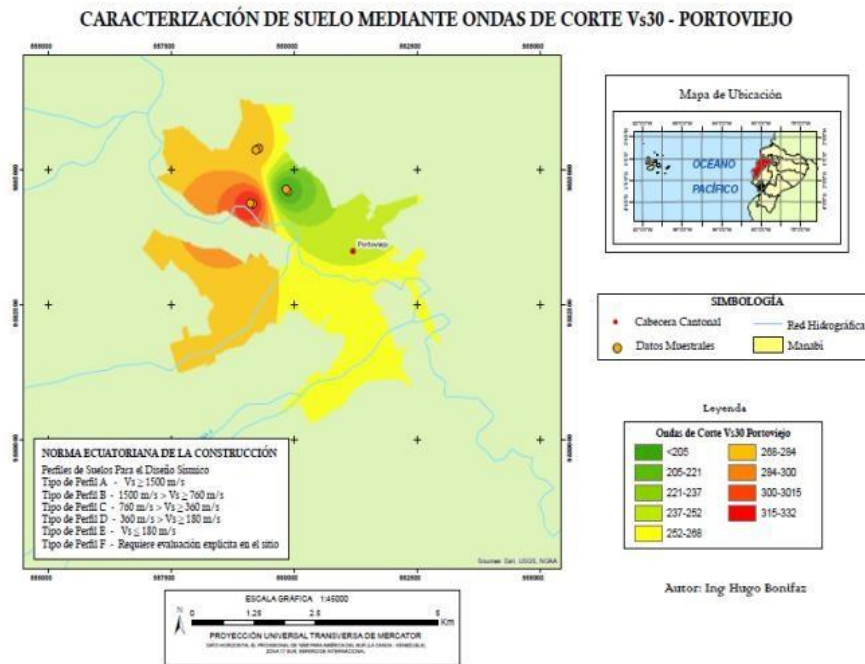 CARACTERIZACIÓN DE SUELO MEDIANTE ONDAS DE CORTE Vs30 - PORTOVIEJO
Portoviejo
NORMA ECUATORIANA DE LA CONSTRUCCIÓN
Perfiles de Suelos Para el Diseño Sísmico
Tipo de Perfil A - Vs ≥ 1500 m/s
Tipo de Perfil B - 1500 m/s > Vs ≥ 760 m/s
Tipo de Perfil C - 760 m/s > Vs ≥ 360 m/s
Tipo de Perfil D - 360 m/s > Vs ≥ 180 m/s
Tipo de Perfil E - Vs ≤ 180 m/s
Tipo de Perfil F - Requiere evaluación explícita en el sitio
Sources: Esri, USGS, NOAA
Mapa de Ubicación
OCEANO
PACÍFICO
SIMBOLOGÍA
Cabecera Cantonal
Red Hidrográfica
Datos Muestrales
Manabí
Leyenda
Ondas de Corte Vs30 Portoviejo
<205
268-284
205-221
284-300
221-237
300-3015
237-252
315-332
252-268
Autor: Ing Hugo Bonifaz
ESCALA GRÁFICA 1:45000
0 1.25 2.5 5
Km
N
PROYECCIÓN UNIVERSAL TRANSVERSA DE MERCATOR